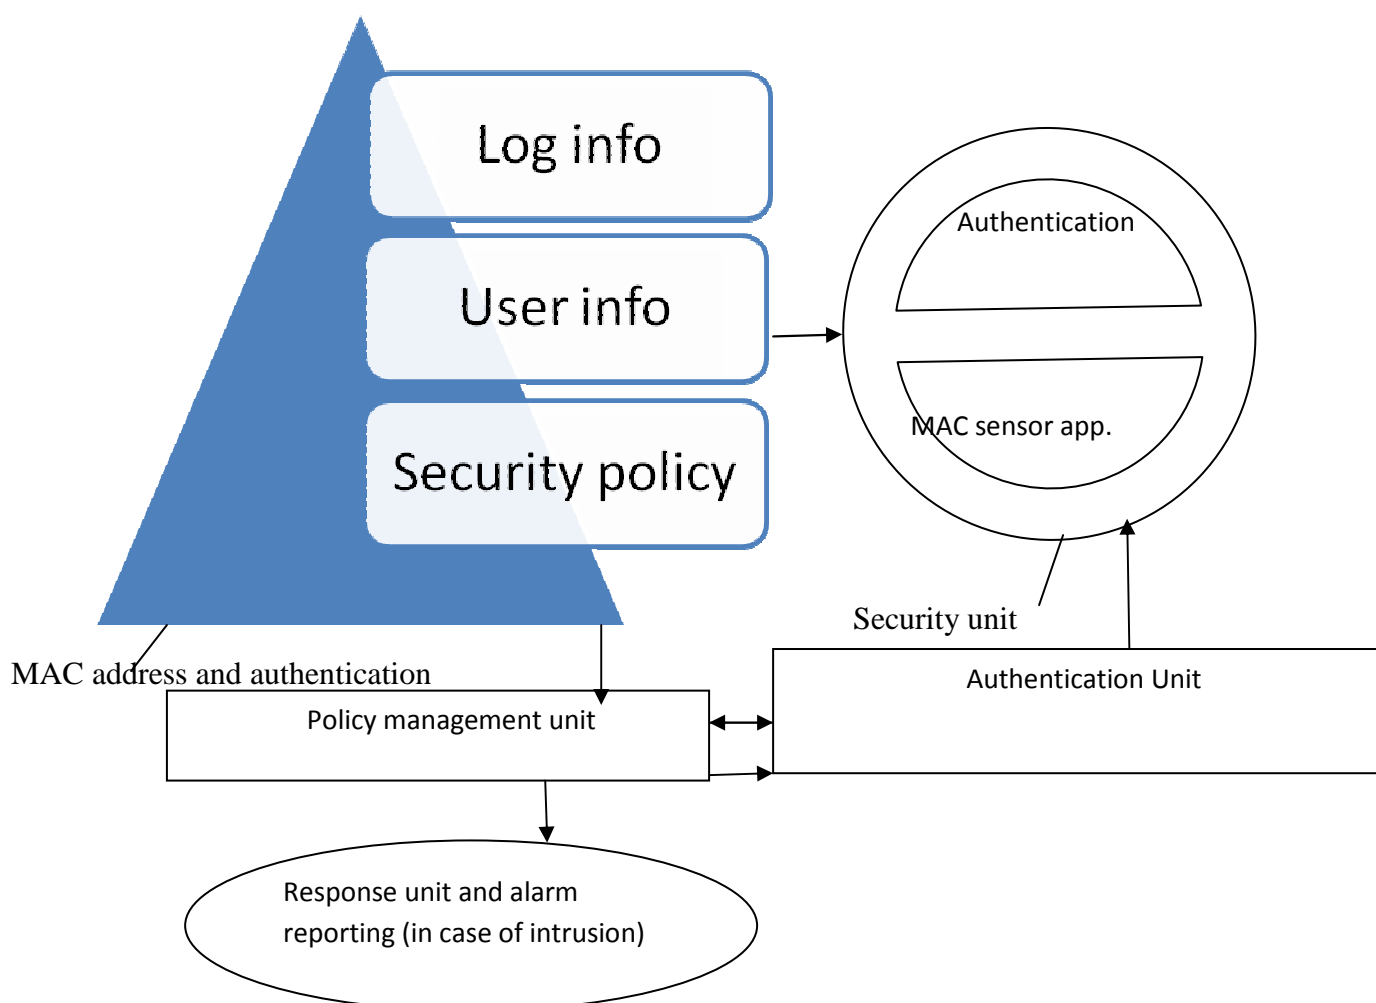 Log info
User info
Security policy
Authentication
MAC sensor app.
Security unit
MAC address and authentication
Authentication Unit
Policy management unit
Response unit and alarm
reporting (in case of intrusion)